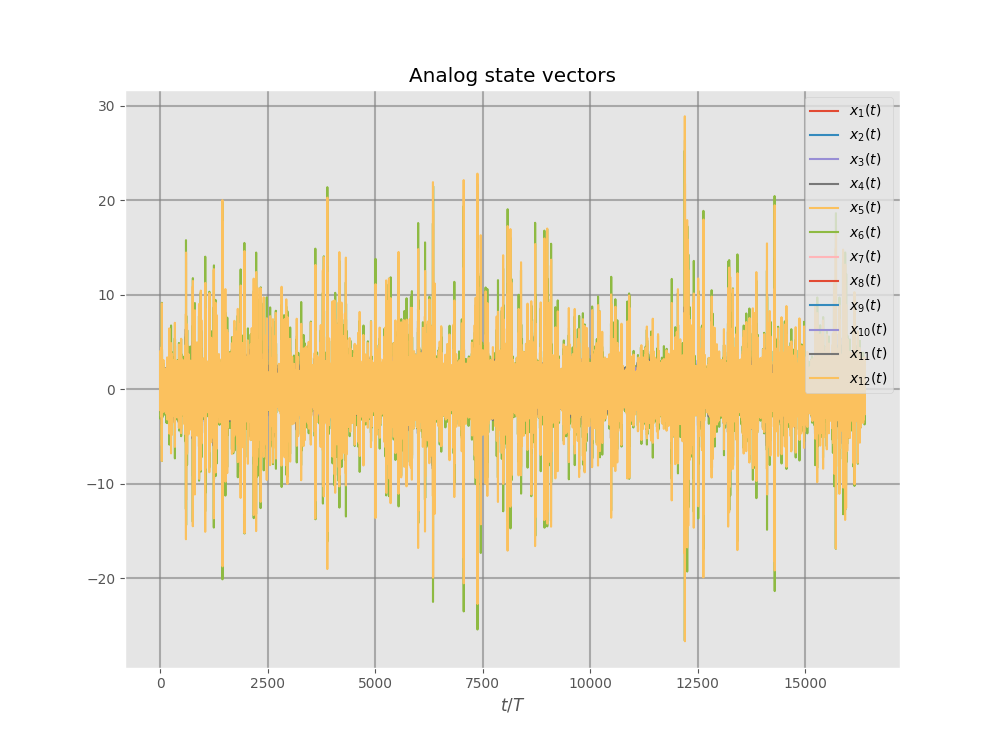 Analog state vectors
30
20
10
0
−10
−20
0 2500 5000 7500 10000 12500 15000
t/T
x₁(t)
x₂(t)
x₃(t)
x₄(t)
x₅(t)
x₆(t)
x₇(t)
x₈(t)
x₉(t)
x₁₀(t)
x₁₁(t)
x₁₂(t)